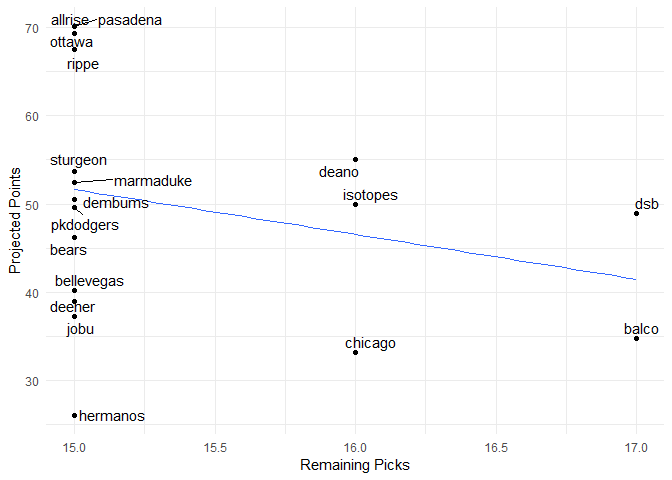 allrise pasadena
70
ottawa
rippe
60
sturgeon
deano
marmaduke
isotopes
dembums
dsb
50
pkdodgers
bears
bellevegas
40
deener
jobu
chicago
balco
30
hermanos
Projected Points
15.0 15.5 16.0 16.5 17.0
Remaining Picks